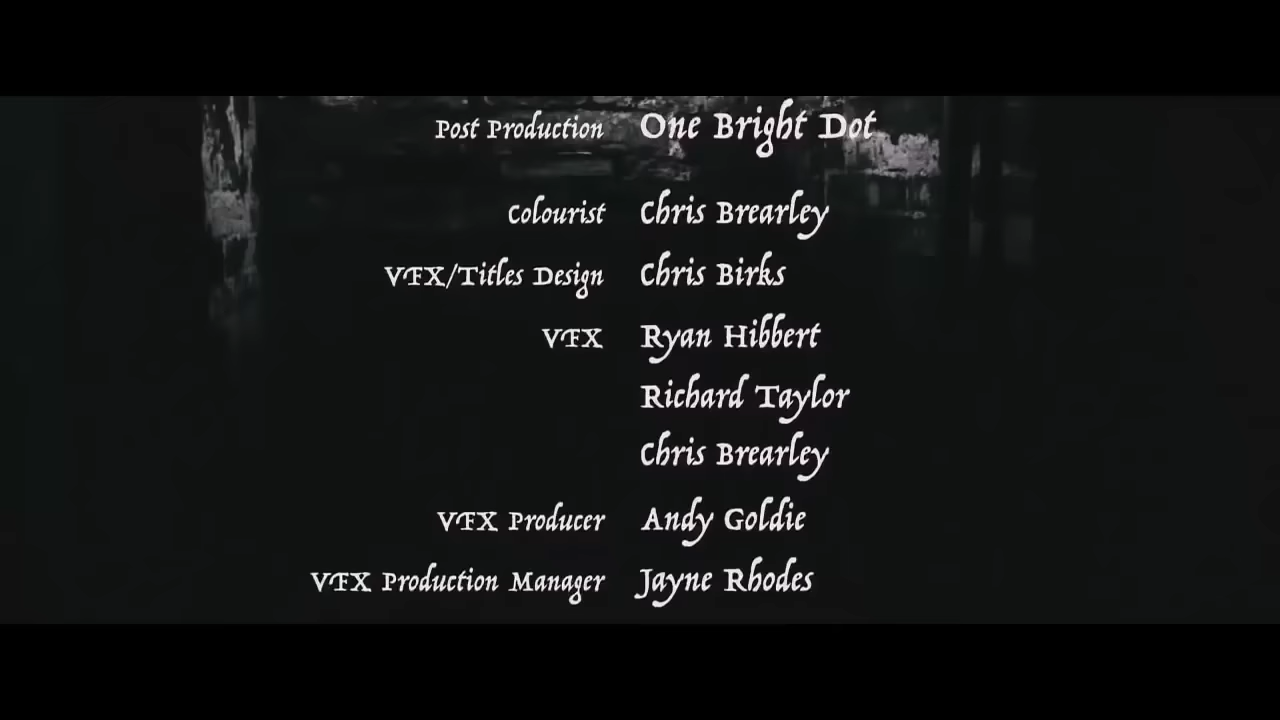 Post Production One Bright Dot
Colourist Chris Brearley
VFX/Titles Design Chris Birks
VFX Ryan Hibbert
Richard Taylor
Chris Brearley
VFX Producer Andy Goldie
VFX Production Manager Jayne Rhodes